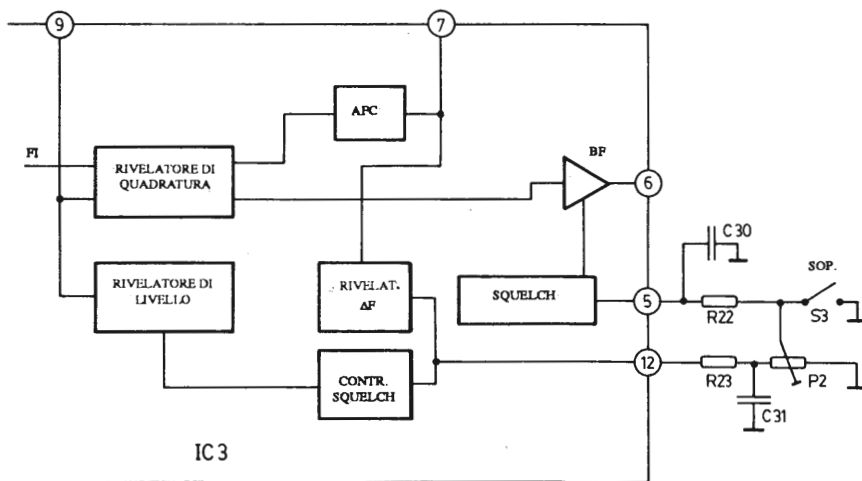 9
7
AFC
BF
FI
RIVELATORE DI
QUADRATURA
6
C30
RIVELATORE DI
LIVELLO
RIVELAT.
ΔF
SQUELCH
5
R22
SOP.
S3
12
R23
P2
CONTR.
SQUELCH
C31
IC3